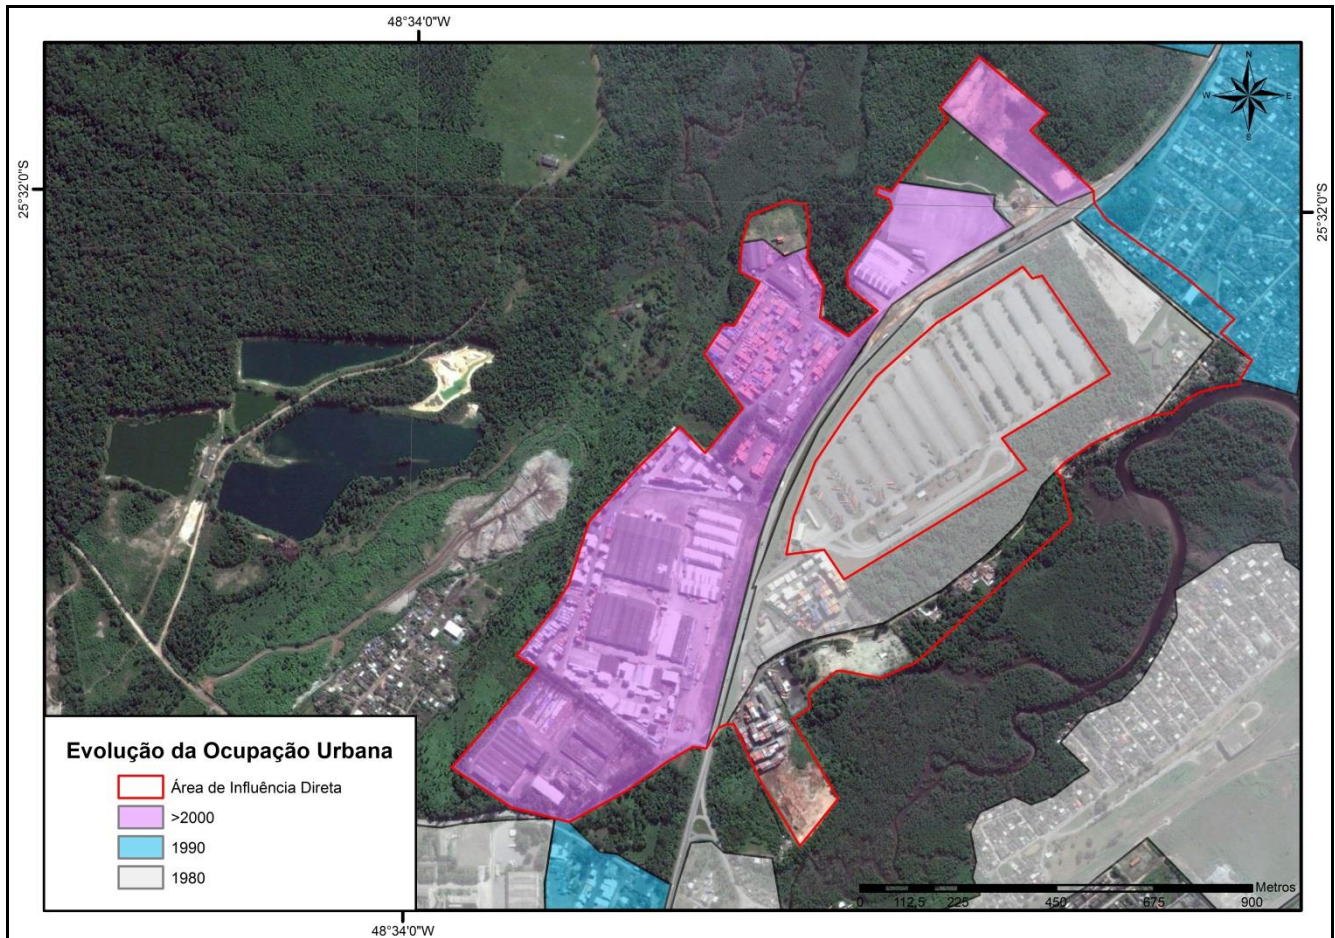 48°34'0"W
N
W
E
S
25°32'0"S
25°32'0"S
Evolução da Ocupação Urbana
Área de Influência Direta
>2000
1990
1980
Metros
0 112,5 225 450 675 900
48°34'0"W